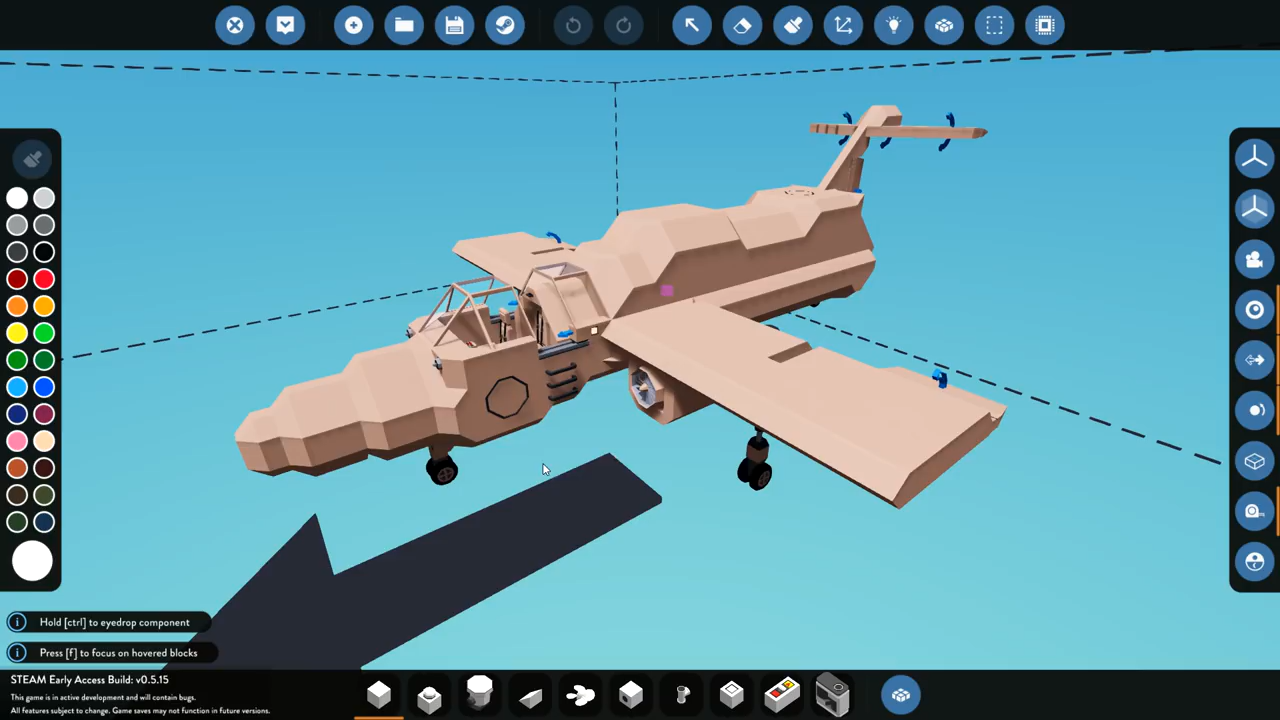 Hold [ctrl] to eyedrop component
Press [f] to focus on hovered blocks
STEAM Early Access Build: v0.5.15
This game is in active development and will contain bugs.
All features subject to change. Game saves may not function in future versions.